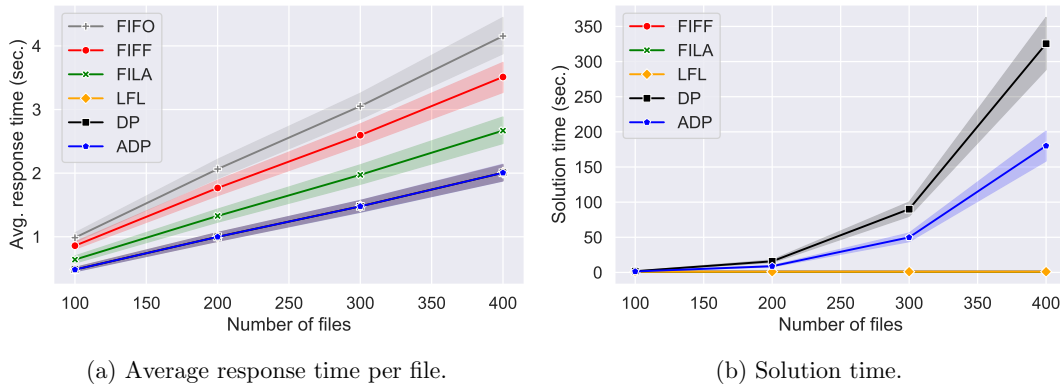 FIFO
FIFF
FILA
LFL
DP
ADP
Avg. response time (sec.)
4
3
2
1
100 150 200 250 300 350 400
Number of files
(a) Average response time per file.
FIFF
FILA
LFL
DP
ADP
Solution time (sec.)
350
300
250
200
150
100
50
0
100 150 200 250 300 350 400
Number of files
(b) Solution time.